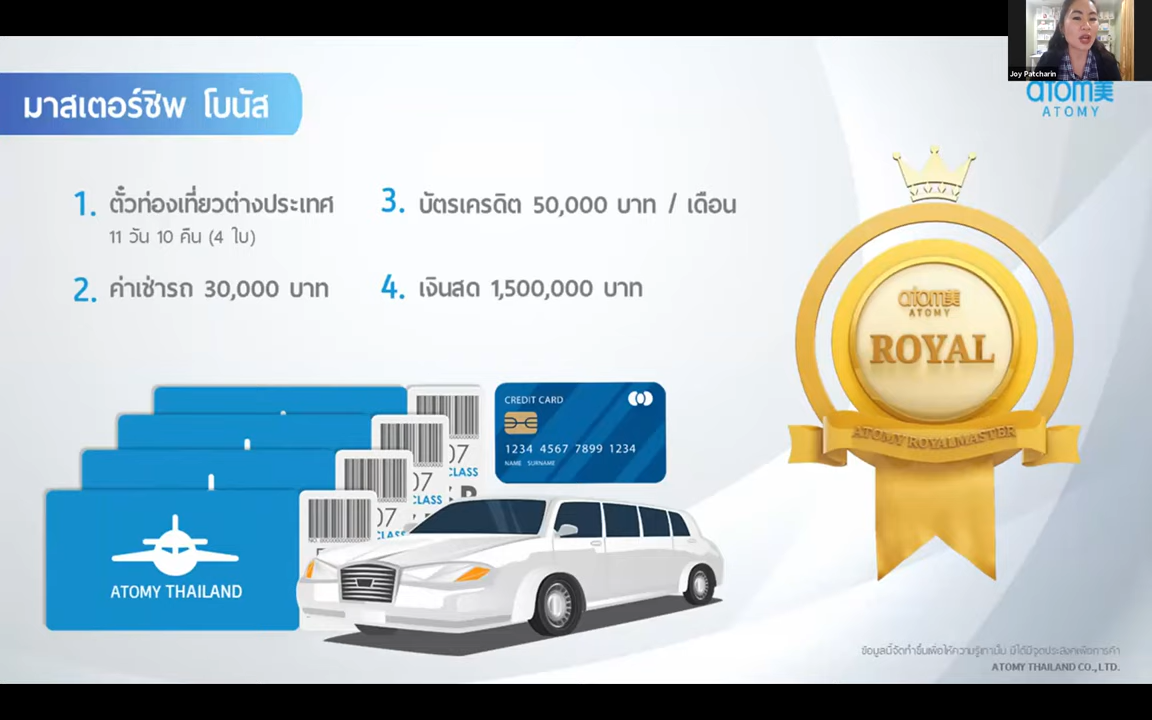 Joy Patcharin
atom美
ATOMY
มาสเตอร์ชิพ โบนัส
1. ตั๋วท่องเที่ยวต่างประเทศ
11 วัน 10 คืน (4 ใบ)
2. ค่าเช่ารถ 30,000 บาท
3. บัตรเครดิต 50,000 บาท / เดือน
4. เงินสด 1,500,000 บาท
atom美
ATOMY
ROYAL
ATOMY ROYALMASTER
CREDIT CARD
1234 4567 7899 1234
NAME SURNAME
07
CLASS
07
CLASS
07
CLASS
ATOMY THAILAND
ข้อมูลนี้จัดทำขึ้นเพื่อให้ความรู้เท่านั้น มิได้มีจุดประสงค์เพื่อการค้า
ATOMY THAILAND CO., LTD.